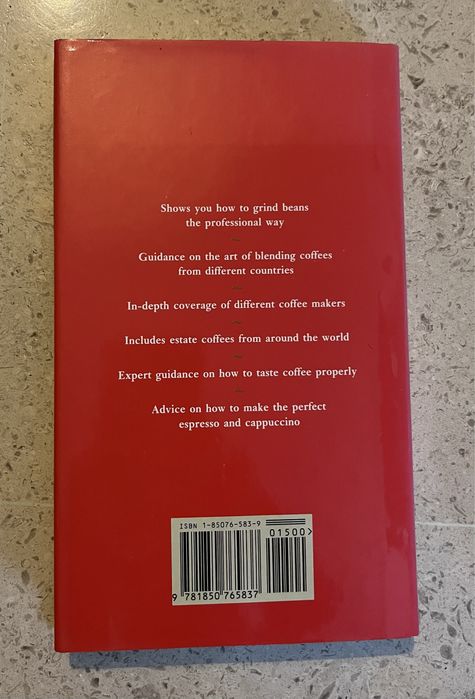 Shows you how to grind beans
the professional way
~
Guidance on the art of blending coffees
from different countries
~
In-depth coverage of different coffee makers
~
Includes estate coffees from around the world
~
Expert guidance on how to taste coffee properly
~
Advice on how to make the perfect
espresso and cappuccino
ISBN 1-85076-583-9
01500>
9 781850 765837